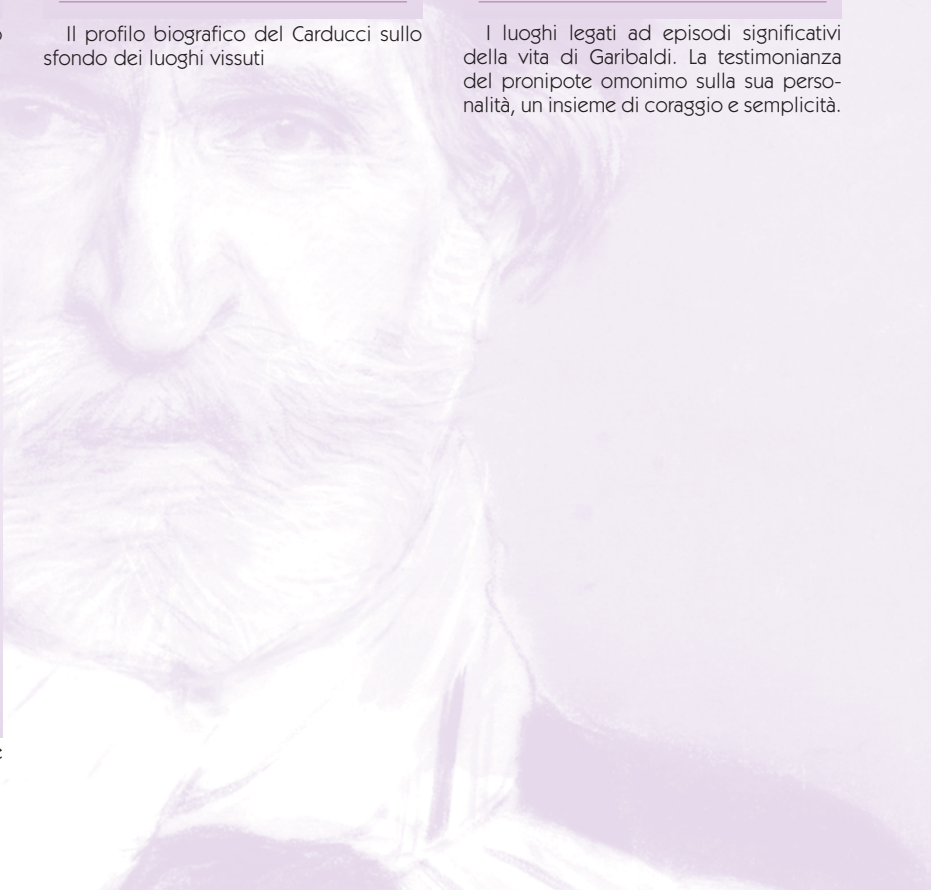 Il profilo biografico del Carducci sullo
sfondo dei luoghi vissuti
I luoghi legati ad episodi significativi
della vita di Garibaldi. La testimonianza
del pronipote omonimo sulla sua perso-
nalità, un insieme di coraggio e semplicità.